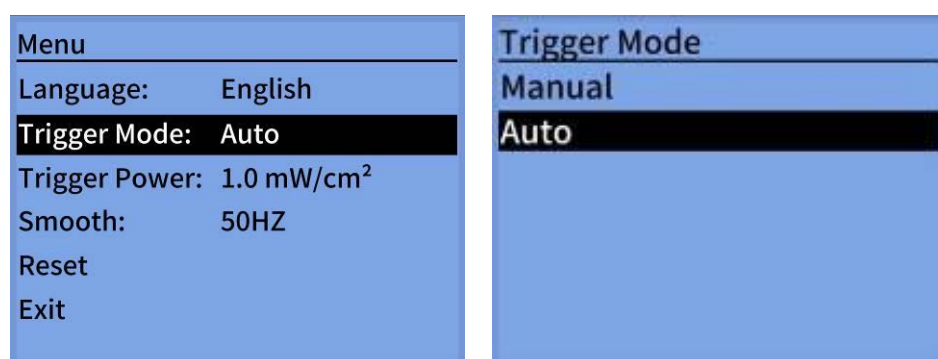 Menu
Language: English
Trigger Mode: Auto
Trigger Power: 1.0 mW/cm²
Smooth: 50HZ
Reset
Exit
Trigger Mode
Manual
Auto